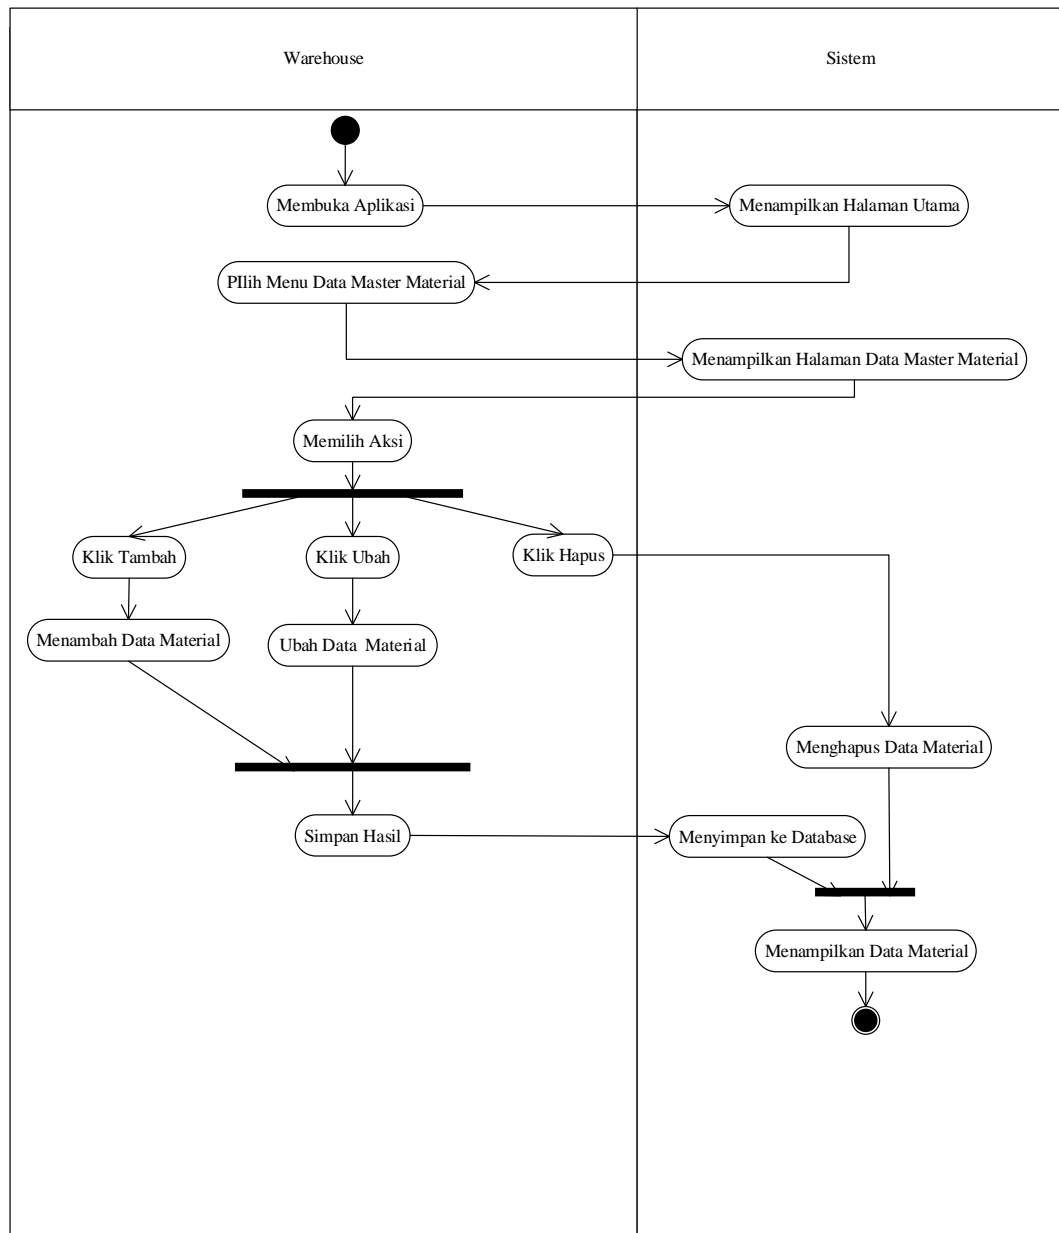 Warehouse
Sistem
Membuka Aplikasi
Menampilkan Halaman Utama
PIlih Menu Data Master Material
Menampilkan Halaman Data Master Material
Memilih Aksi
Klik Tambah
Klik Ubah
Klik Hapus
Menambah Data Material
Ubah Data  Material
Menghapus Data Material
Simpan Hasil
Menyimpan ke Database
Menampilkan Data Material